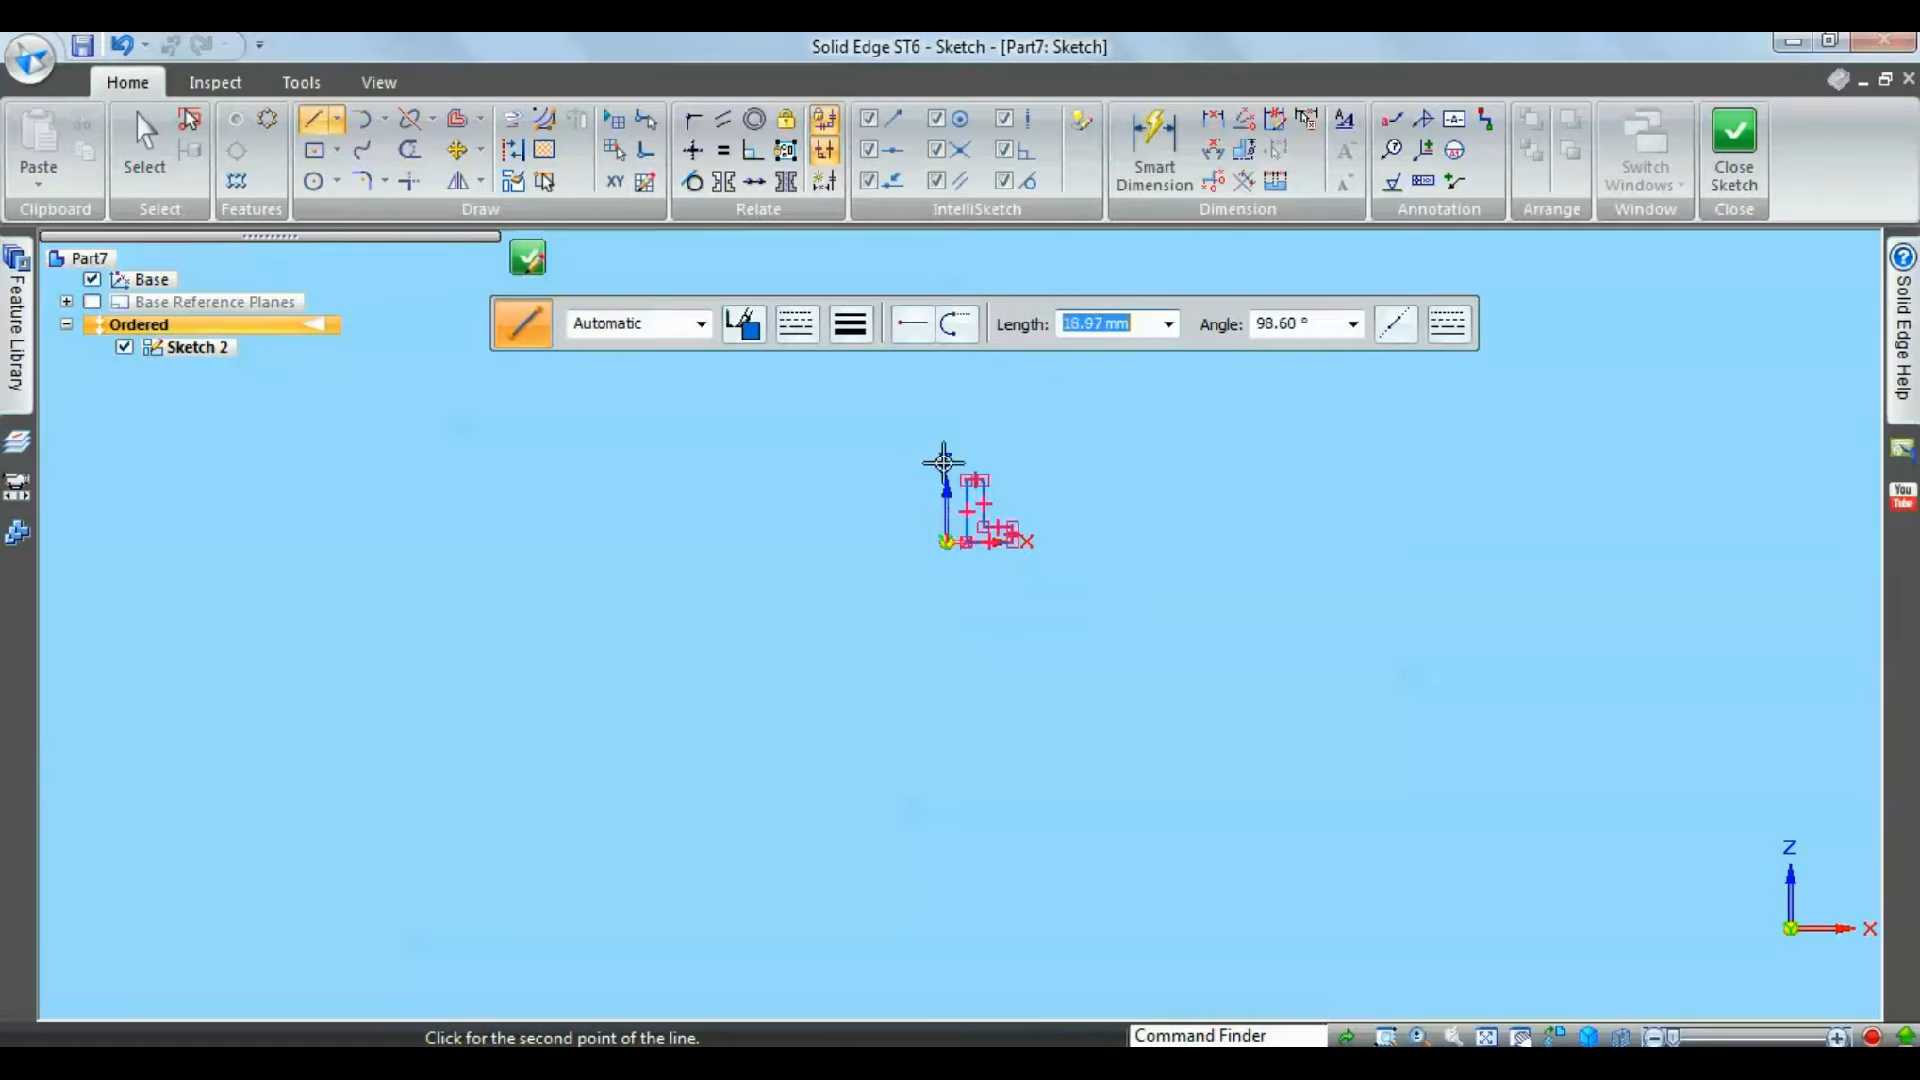 Solid Edge ST6 - Sketch - [Part7: Sketch]
Home Inspect Tools View
Paste
Select
XY
Smart Dimension
Switch Windows
Close Sketch
Clipboard Select Features Draw Relate IntelliSketch Dimension Annotation Arrange Window Close
Part7
Base
Base Reference Planes
Ordered
Sketch 2
Automatic
Length: 18.97 mm
Angle: 98.60 °
Feature Library
Solid Edge Help
You Tube
X
Z
X
Click for the second point of the line.
Command Finder